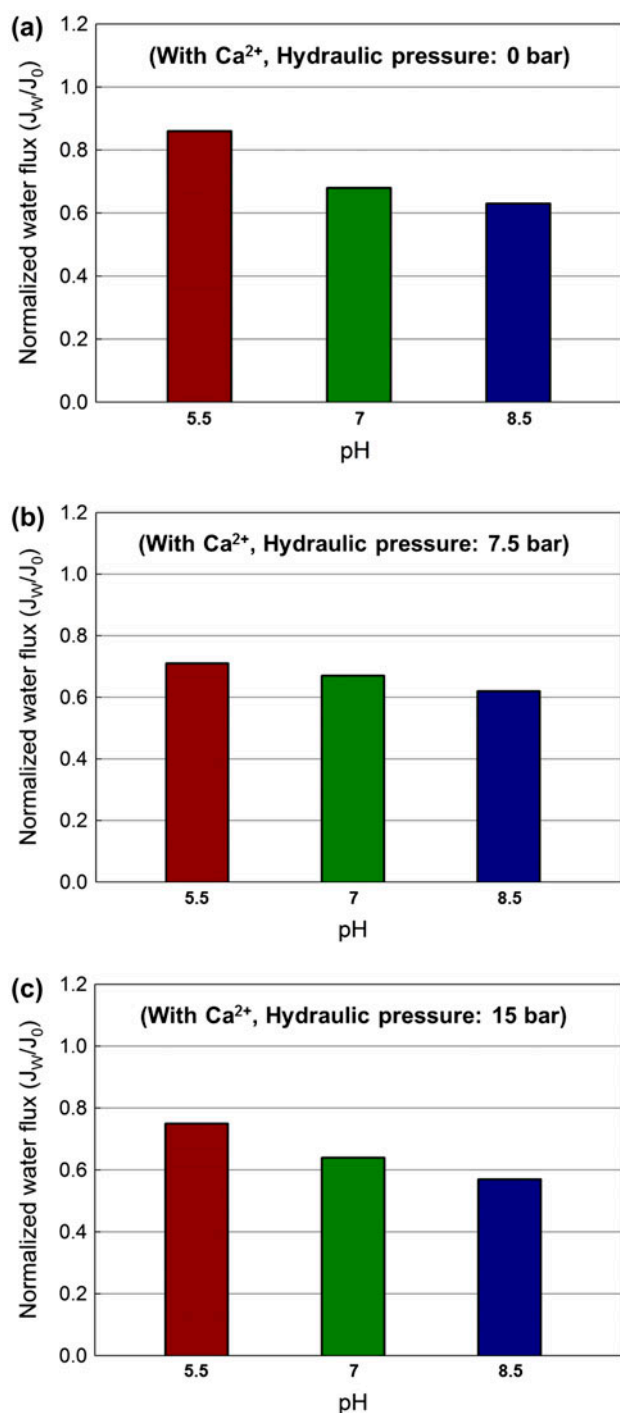 (a)
(With Ca²⁺, Hydraulic pressure: 0 bar)
Normalized water flux (J_W/J_0)
1.2
1.0
0.8
0.6
0.4
0.2
0.0
5.5 7 8.5
pH
(b)
(With Ca²⁺, Hydraulic pressure: 7.5 bar)
Normalized water flux (J_W/J_0)
1.2
1.0
0.8
0.6
0.4
0.2
0.0
5.5 7 8.5
pH
(c)
(With Ca²⁺, Hydraulic pressure: 15 bar)
Normalized water flux (J_W/J_0)
1.2
1.0
0.8
0.6
0.4
0.2
0.0
5.5 7 8.5
pH